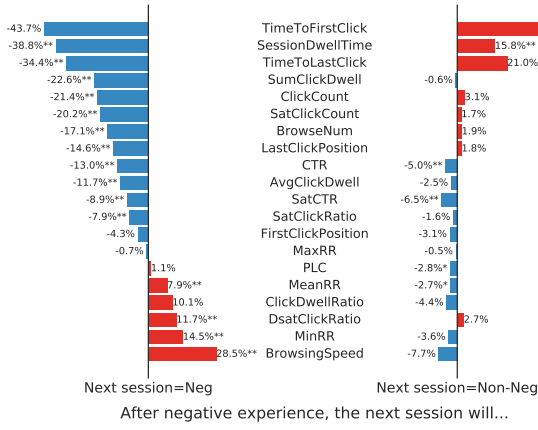 -43.7% TimeToFirstClick
-38.8%** SessionDwellTime 15.8%**
-34.4%** TimeToLastClick 21.0%
-22.6%** SumClickDwell -0.6%
-21.4%** ClickCount 3.1%
-20.2%** SatClickCount 1.7%
-17.1%** BrowseNum 1.9%
-14.6%** LastClickPosition 1.8%
-13.0%** CTR -5.0%**
-11.7%** AvgClickDwell -2.5%
-8.9%** SatCTR -6.5%**
-7.9%** SatClickRatio -1.6%
-4.3% FirstClickPosition -3.1%
-0.7% MaxRR -0.5%
1.1% PLC -2.8%*
7.9%** MeanRR -2.7%*
10.1% ClickDwellRatio -4.4%
11.7%** DsatClickRatio 2.7%
14.5%** MinRR -3.6%
28.5%** BrowsingSpeed -7.7%
Next session=Neg Next session=Non-Neg
After negative experience, the next session will...